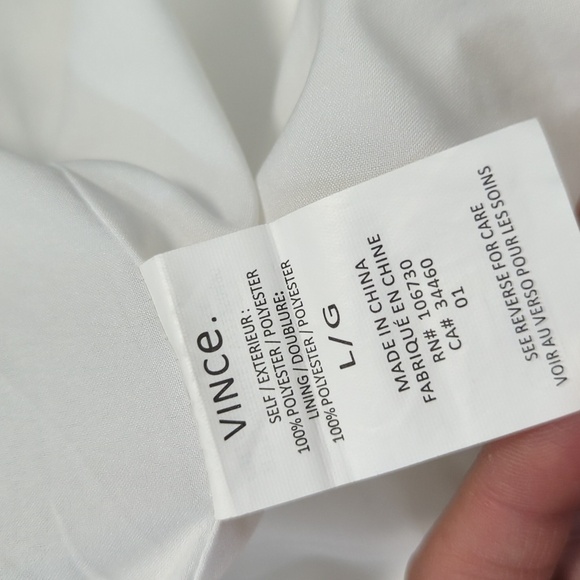 VINCE.
SELF / EXTERIEUR :
100% POLYESTER / POLYESTER
LINING / DOUBLURE:
100% POLYESTER / POLYESTER
L / G
MADE IN CHINA
FABRIQUÉ EN CHINE
RN# 106730
CA# 34460
01
SEE REVERSE FOR CARE
VOIR AU VERSO POUR LES SOINS